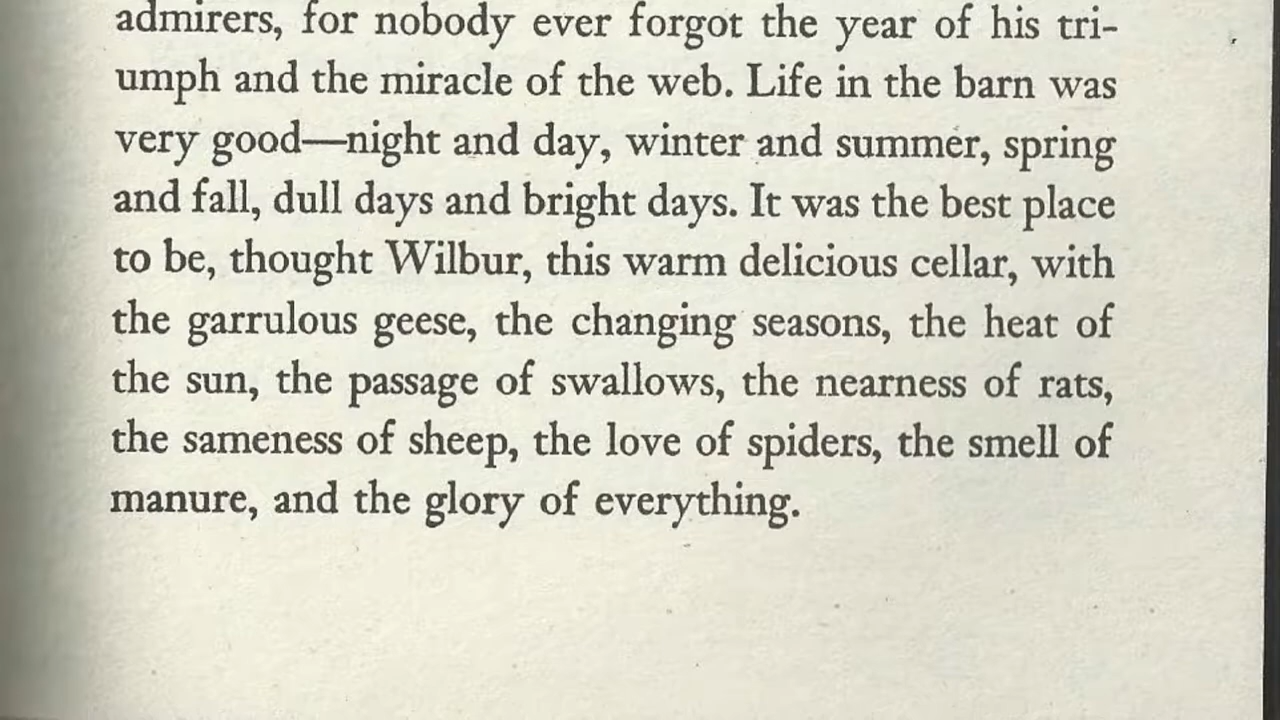 admirers, for nobody ever forgot the year of his tri-
umph and the miracle of the web. Life in the barn was
very good—night and day, winter and summer, spring
and fall, dull days and bright days. It was the best place
to be, thought Wilbur, this warm delicious cellar, with
the garrulous geese, the changing seasons, the heat of
the sun, the passage of swallows, the nearness of rats,
the sameness of sheep, the love of spiders, the smell of
manure, and the glory of everything.